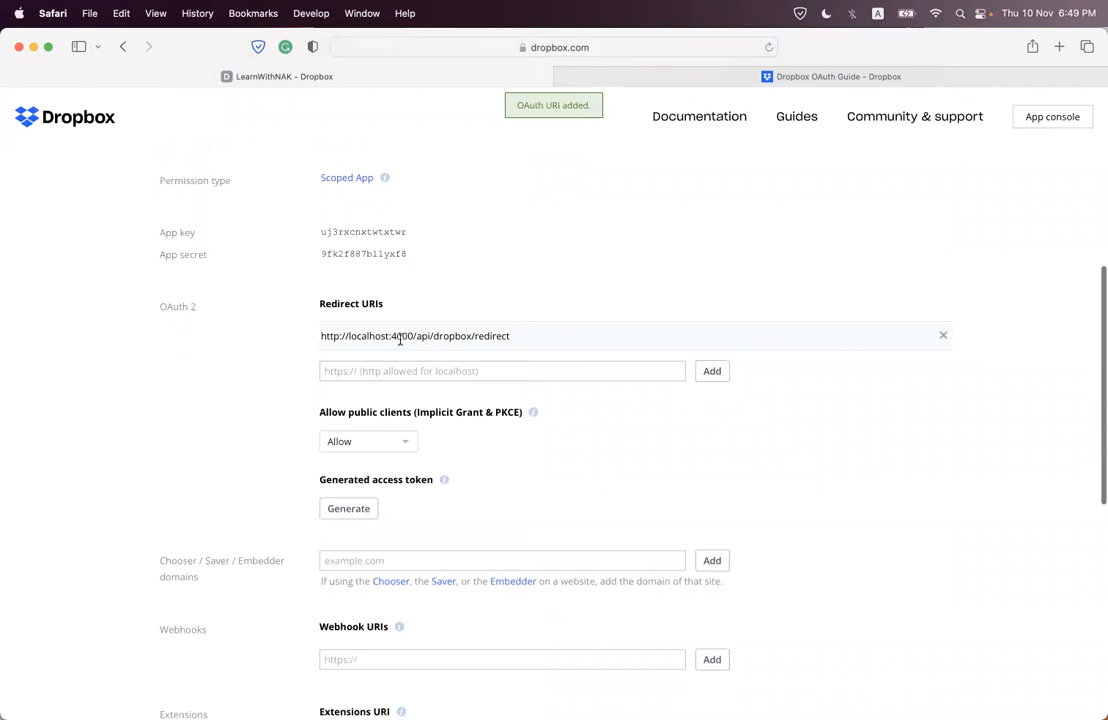 Safari File Edit View History Bookmarks Develop Window Help A Thu 10 Nov 6:49 PM
dropbox.com
D LearnWithNAK - Dropbox Dropbox OAuth Guide - Dropbox
OAuth URI added.
Dropbox Documentation Guides Community & support App console
Permission type Scoped App
App key uj3rxcnxtwtxtwr
App secret 9fk2f887b1lyxf8
OAuth 2 Redirect URIs
http://localhost:4000/api/dropbox/redirect
https:// (http allowed for localhost) Add
Allow public clients (Implicit Grant & PKCE)
Allow
Generated access token
Generate
Chooser / Saver / Embedder domains example.com Add
If using the Chooser, the Saver, or the Embedder on a website, add the domain of that site.
Webhooks Webhook URIs
https:// Add
Extensions Extensions URI